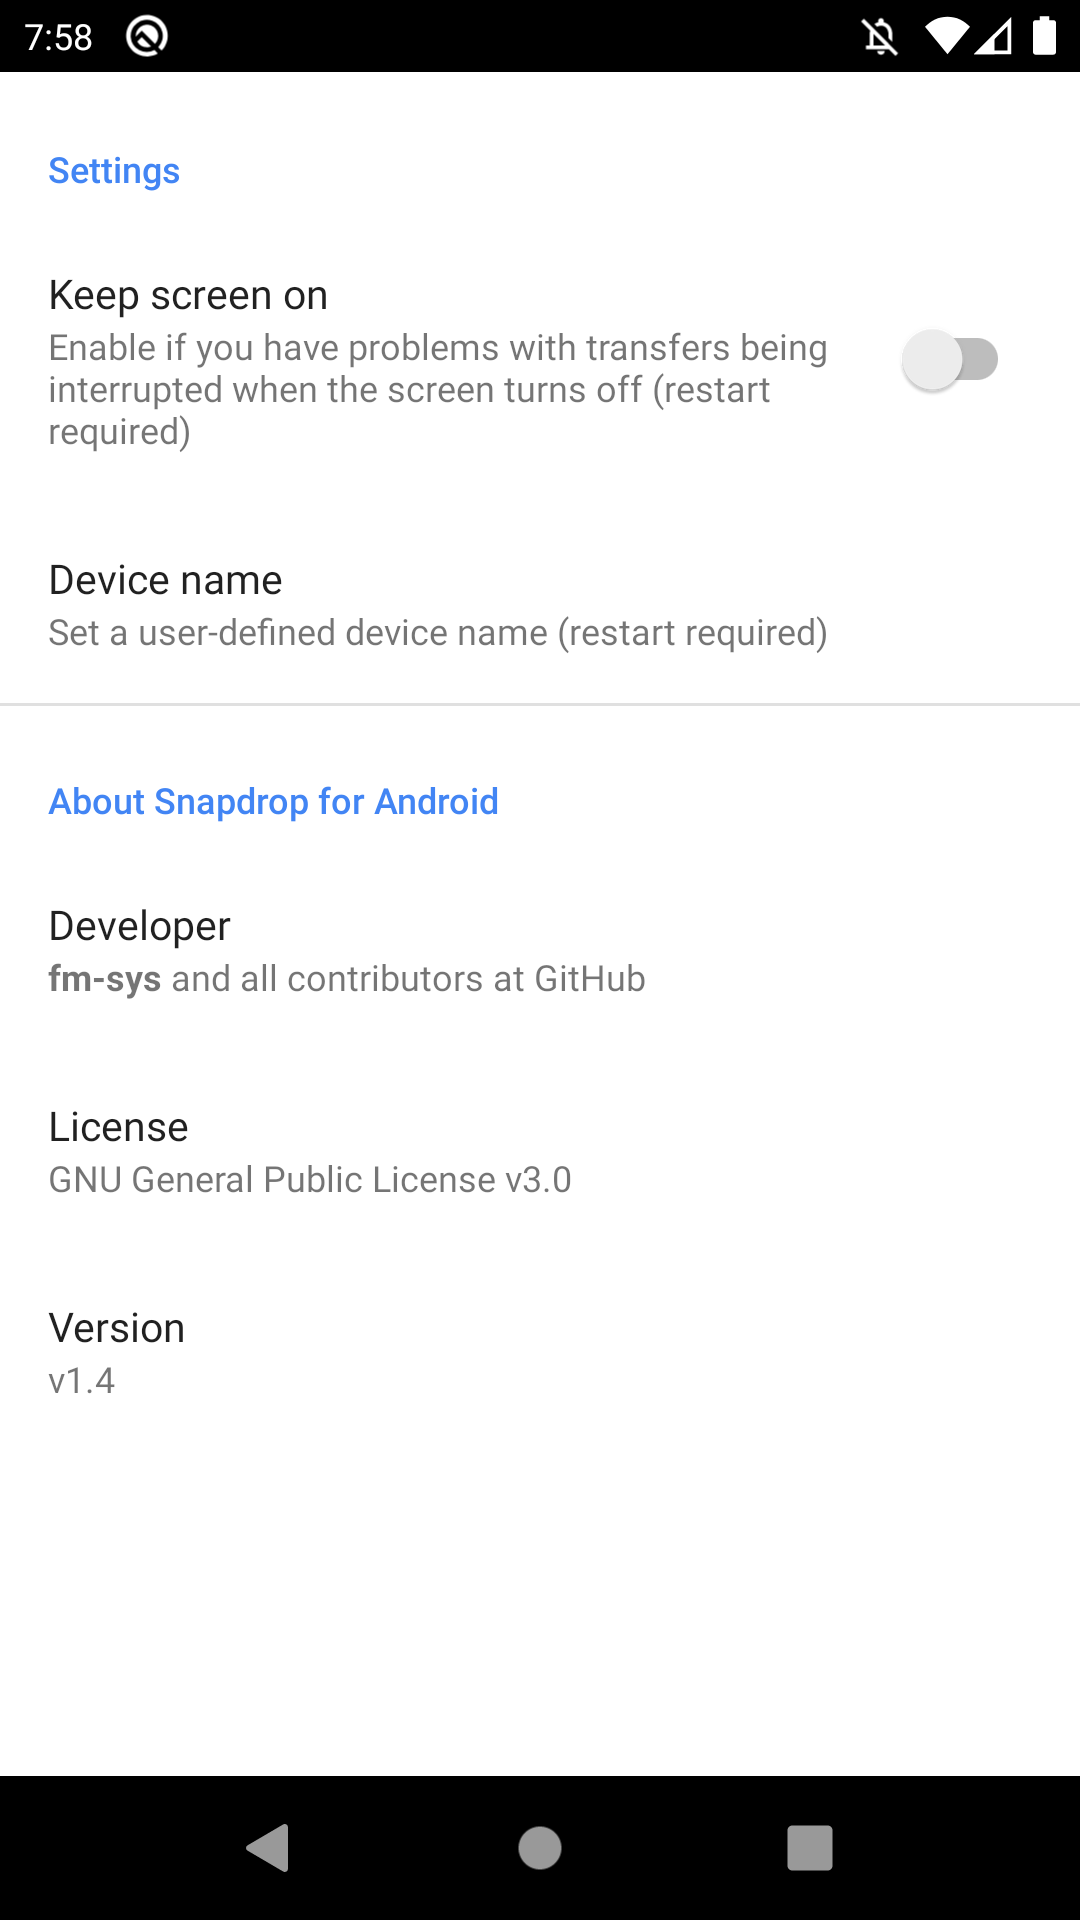 7:58
Settings
Keep screen on
Enable if you have problems with transfers being
interrupted when the screen turns off (restart
required)
Device name
Set a user-defined device name (restart required)
About Snapdrop for Android
Developer
fm-sys and all contributors at GitHub
License
GNU General Public License v3.0
Version
v1.4